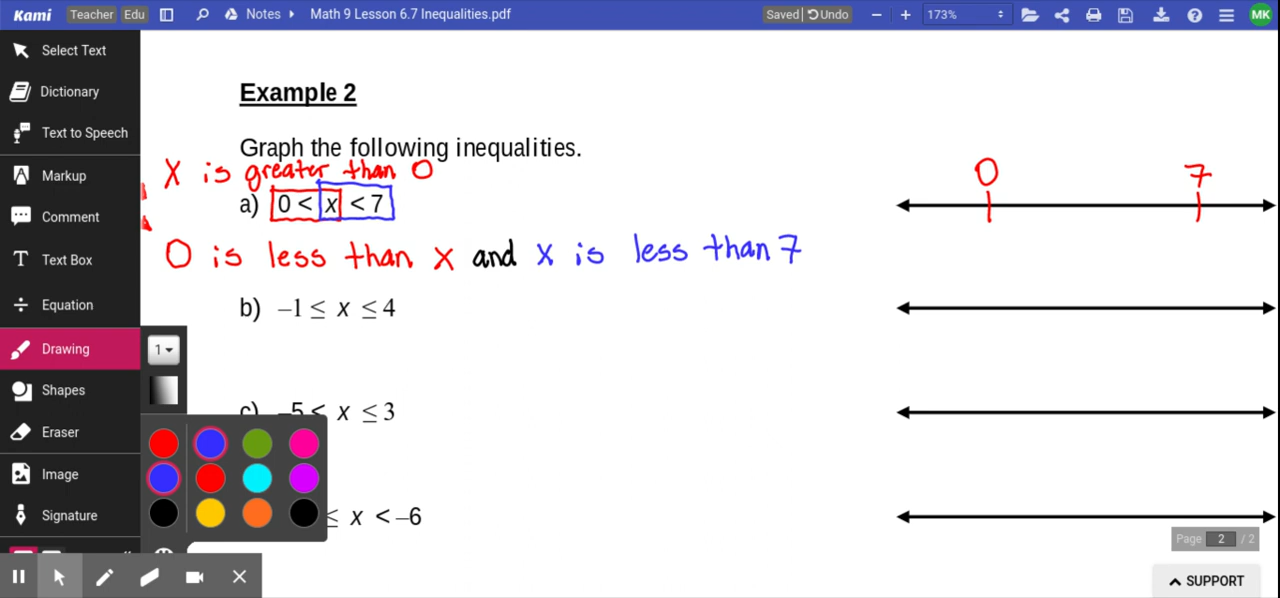 Kami Teacher Edu Notes Math 9 Lesson 6.7 Inequalities.pdf Saved Undo 173% MK
Select Text
Dictionary
Text to Speech
Markup
Comment
Text Box
Equation
Drawing
Shapes
Eraser
Image
Signature
1
Example 2
Graph the following inequalities.
X is greater than 0
a) 0 < x < 7
0 is less than x and x is less than 7
0 7
b) –1 ≤ x ≤ 4
c) –5 < x ≤ 3
≤ x < –6
Page 2 / 2
SUPPORT